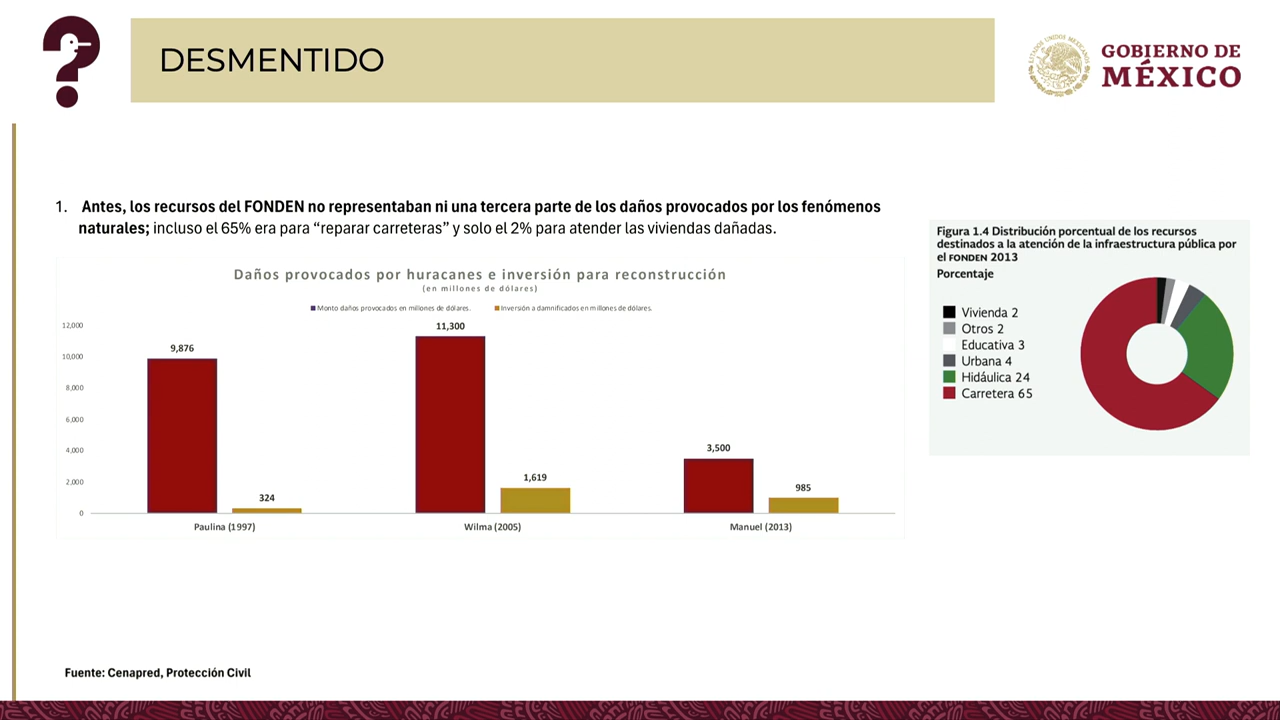 DESMENTIDO
GOBIERNO DE
MÉXICO
1. Antes, los recursos del FONDEN no representaban ni una tercera parte de los daños provocados por los fenómenos
naturales; incluso el 65% era para “reparar carreteras” y solo el 2% para atender las viviendas dañadas.
Daños provocados por huracanes e inversión para reconstrucción
(en millones de dólares)
Monto daños provocados en millones de dólares. Inversión a damnificados en millones de dólares.
12,000
10,000
8,000
6,000
4,000
2,000
0
9,876
324
11,300
1,619
3,500
985
Paulina (1997) Wilma (2005) Manuel (2013)
Figura 1.4 Distribución porcentual de los recursos
destinados a la atención de la infraestructura pública por
el FONDEN 2013
Porcentaje
Vivienda 2
Otros 2
Educativa 3
Urbana 4
Hidáulica 24
Carretera 65
Fuente: Cenapred, Protección Civil